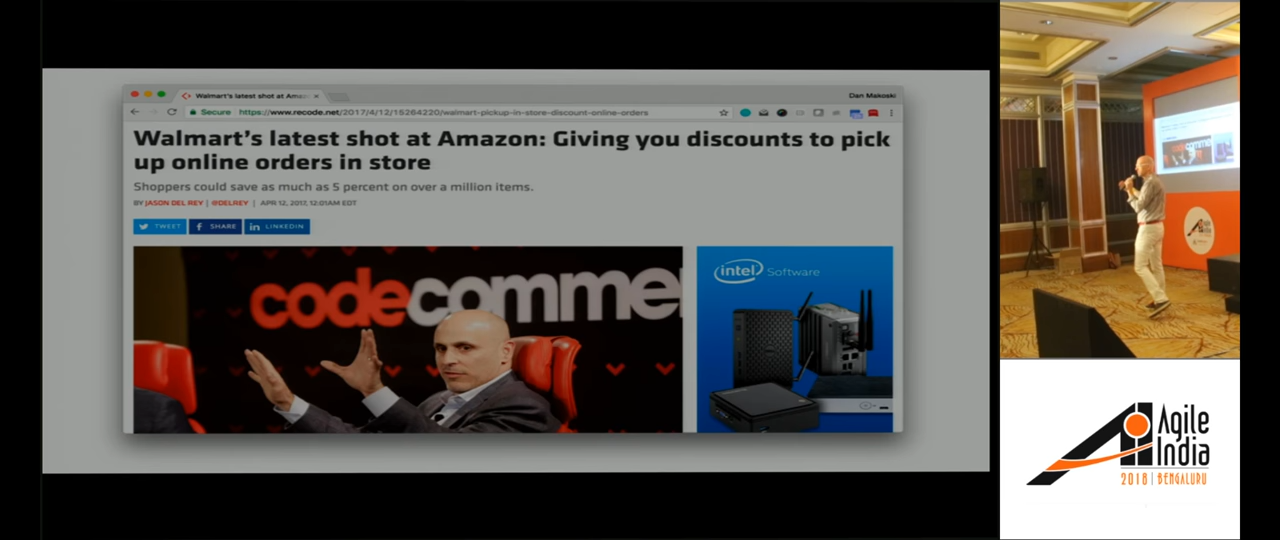 Walmart's latest shot at Amaz
Dan Makoski
Secure https://www.recode.net/2017/4/12/15264220/walmart-pickup-in-store-discount-online-orders
Walmart's latest shot at Amazon: Giving you discounts to pick
up online orders in store
Shoppers could save as much as 5 percent on over a million items.
BY JASON DEL REY | @DELREY | APR 12, 2017, 12:01AM EDT
TWEET SHARE LINKEDIN
codecomme
intel Software
Agile
India
2018 | BENGALURU